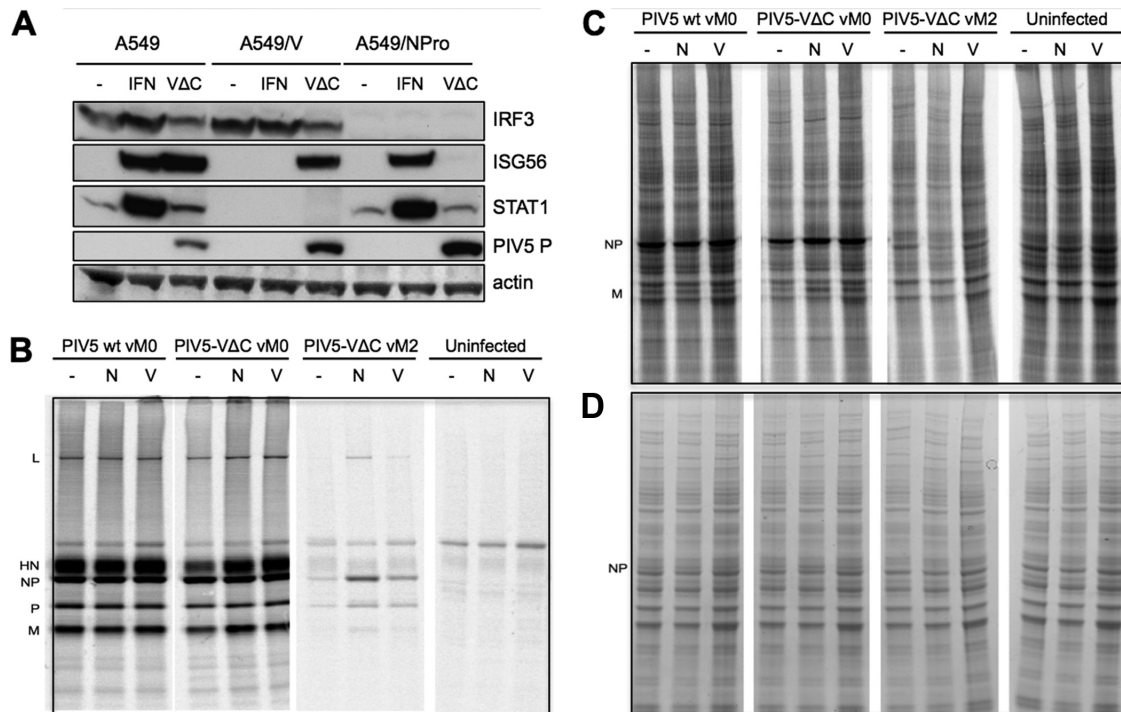 A
A549 A549/V A549/NPro
- IFN VΔC - IFN VΔC - IFN VΔC
IRF3
ISG56
STAT1
PIV5 P
actin
B
PIV5 wt vM0 PIV5-VΔC vM0 PIV5-VΔC vM2 Uninfected
- N V - N V - N V - N V
L
HN
NP
P
M
C
PIV5 wt vM0 PIV5-VΔC vM0 PIV5-VΔC vM2 Uninfected
- N V - N V - N V - N V
NP
M
D
NP